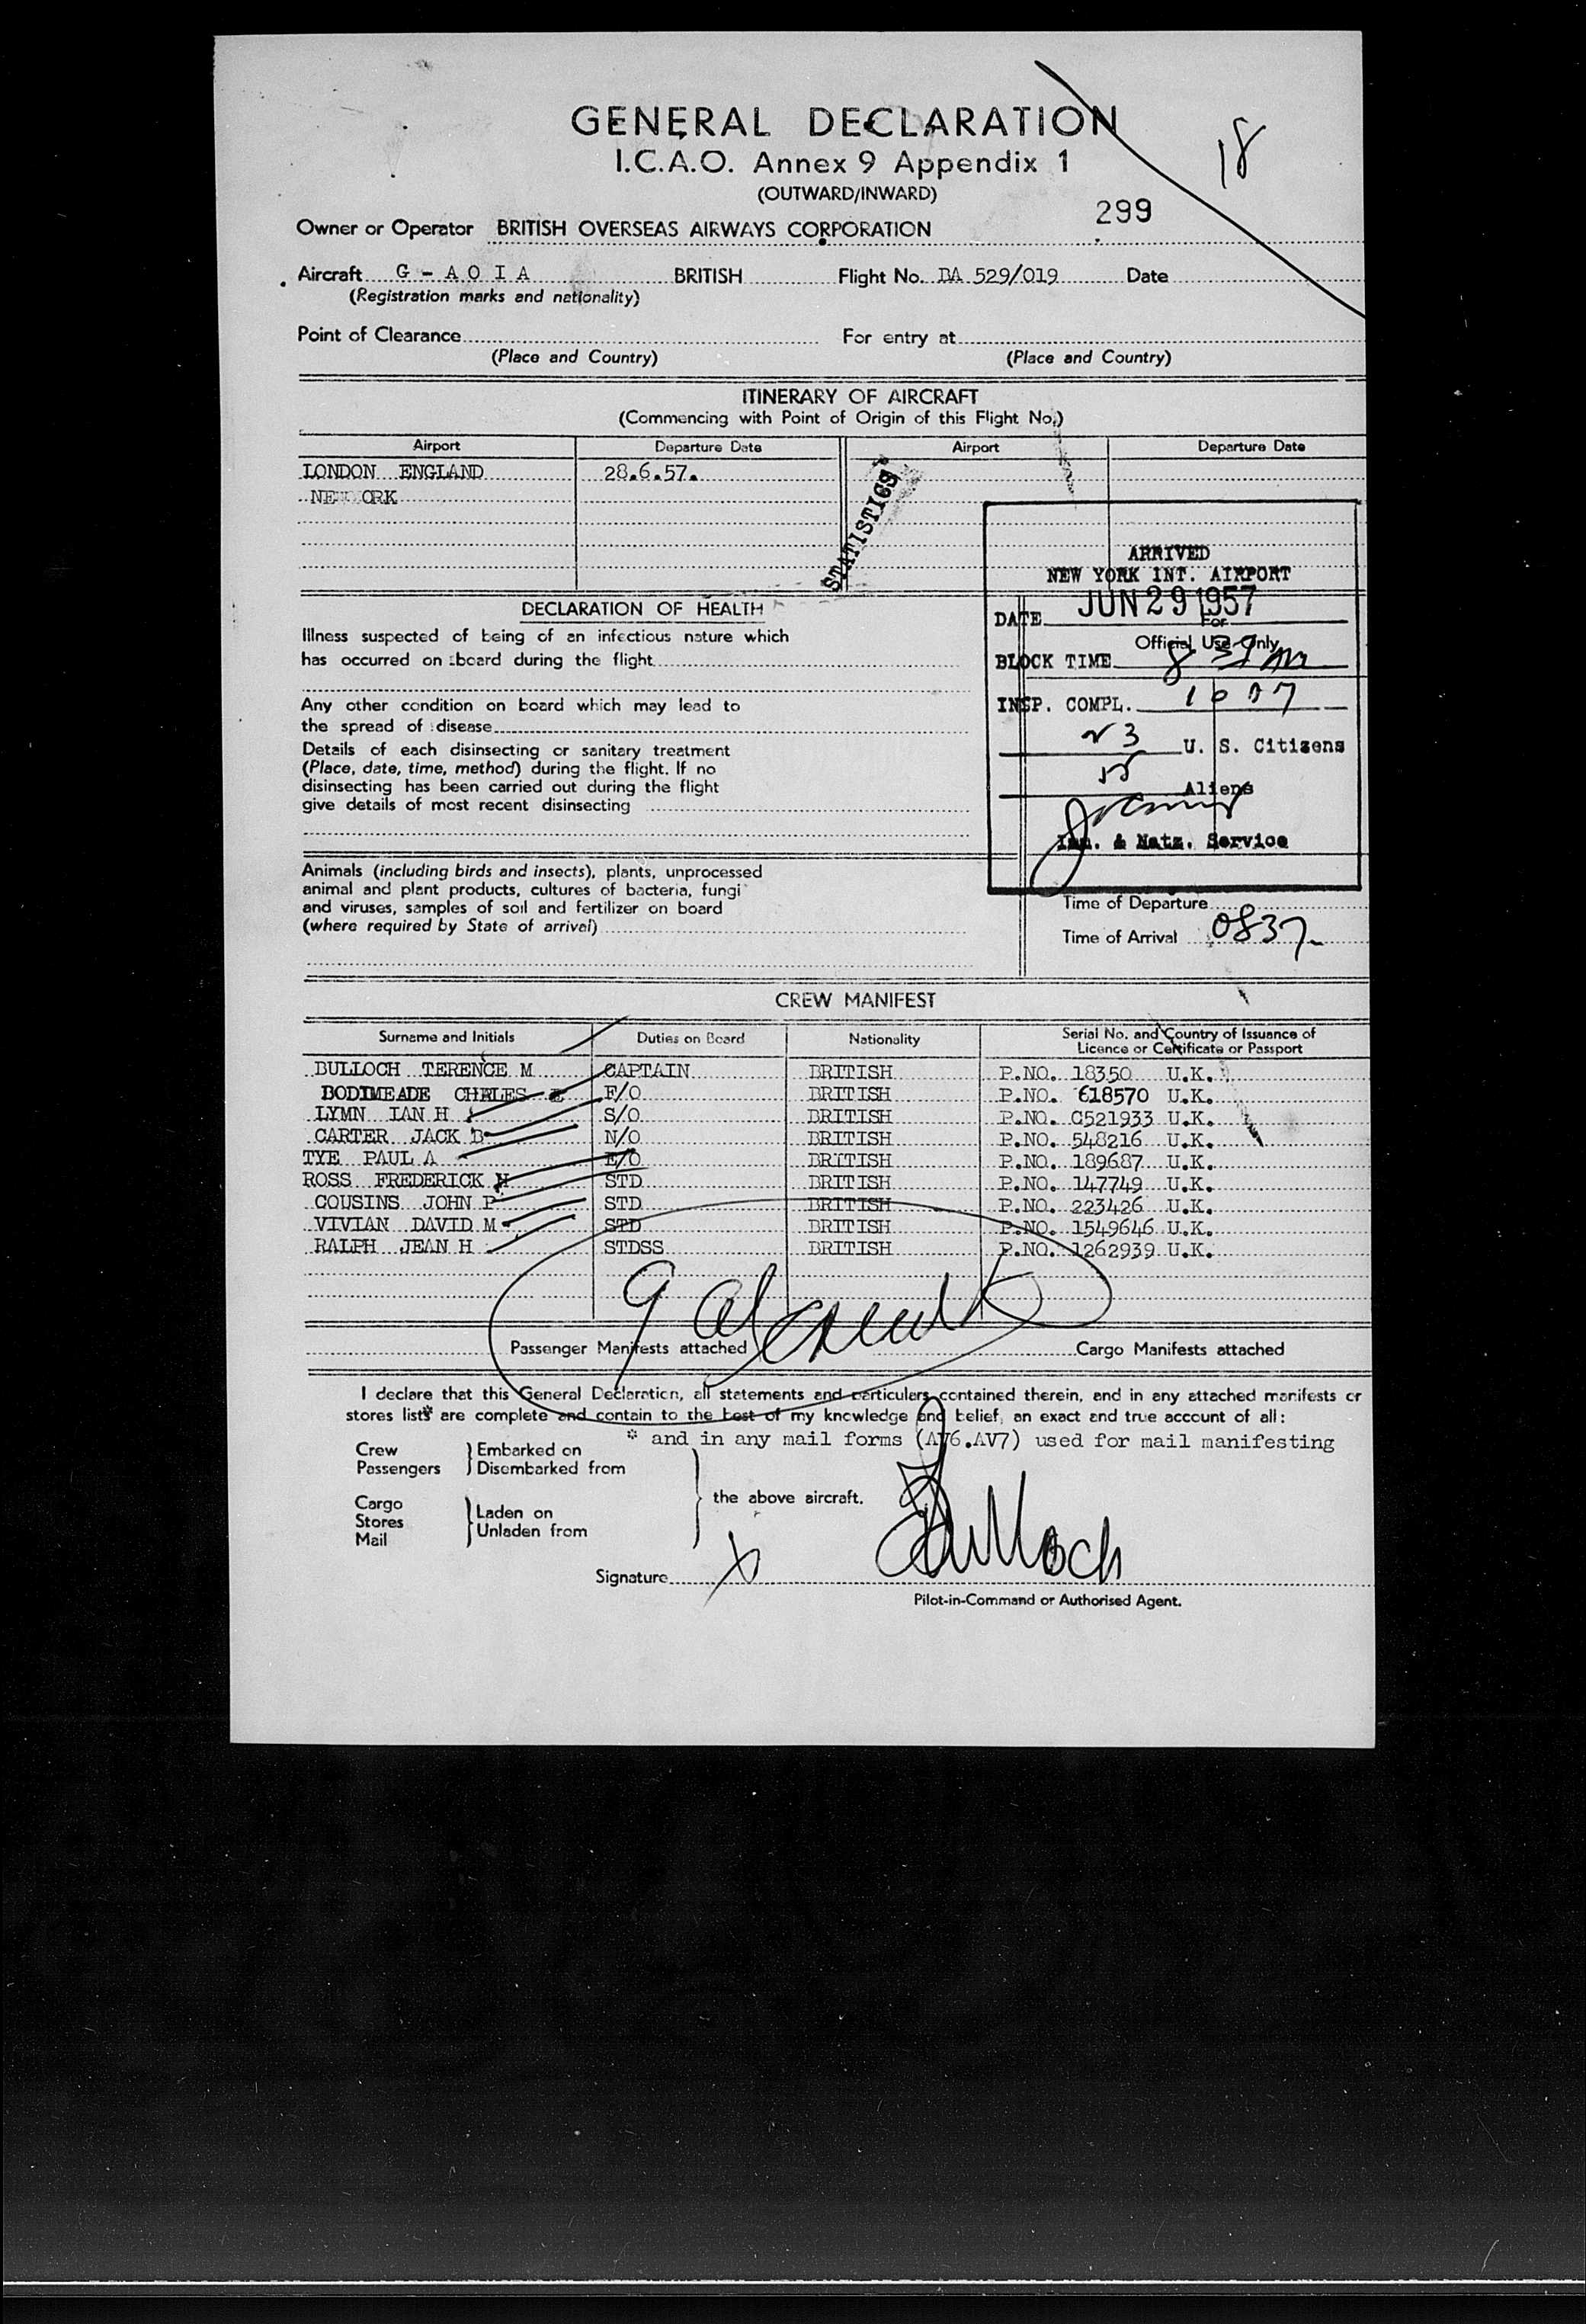 GENERAL DECLARATION
I.C.A.O. Annex 9 Appendix 1
(OUTWARD/INWARD)
18
299
Owner or Operator BRITISH OVERSEAS AIRWAYS CORPORATION
Aircraft G - A O I A BRITISH Flight No. BA 529/019 Date
(Registration marks and nationality)
Point of Clearance For entry at
(Place and Country) (Place and Country)
ITINERARY OF AIRCRAFT
(Commencing with Point of Origin of this Flight No.)
Airport Departure Date Airport Departure Date
LONDON ENGLAND 28.6.57.
NEW YORK
STATISTICS
ARRIVED
NEW YORK INT. AIRPORT
DATE JUN 29 1957
For
Official Use Only
BLOCK TIME 8 37 AM
INSP. COMPL.
U. S. Citizens
Aliens
Imm. & Natz. Service
DECLARATION OF HEALTH
Illness suspected of being of an infectious nature which
has occurred on board during the flight
Any other condition on board which may lead to
the spread of disease
Details of each disinsecting or sanitary treatment
(Place, date, time, method) during the flight. If no
disinsecting has been carried out during the flight
give details of most recent disinsecting
Animals (including birds and insects), plants, unprocessed
animal and plant products, cultures of bacteria, fungi
and viruses, samples of soil and fertilizer on board
(where required by State of arrival)
Time of Departure
Time of Arrival 0837
CREW MANIFEST
Surname and Initials Duties on Board Nationality Serial No. and Country of Issuance of
Licence or Certificate or Passport
BULLOCH TERENCE M CAPTAIN BRITISH P.NO. 18350 U.K.
BODIMEADE CHRLES E F/O BRITISH P.NO. 618570 U.K.
LYMN IAN H S/O BRITISH P.NO. C521933 U.K.
CARTER JACK B N/O BRITISH P.NO. 548216 U.K.
TYE PAUL A E/O BRITISH P.NO. 189687 U.K.
ROSS FREDERICK N STD BRITISH P.NO. 147749 U.K.
COUSINS JOHN P STD BRITISH P.NO. 223426 U.K.
VIVIAN DAVID M STD BRITISH P.NO. 1549646 U.K.
RALPH JEAN H STDSS BRITISH P.NO. 1262939 U.K.
9 al crew
Passenger Manifests attached Cargo Manifests attached
I declare that this General Declaration, all statements and particulars contained therein, and in any attached manifests or
stores lists* are complete and contain to the best of my knowledge and belief, an exact and true account of all:
* and in any mail forms (AV6.AV7) used for mail manifesting
Crew } Embarked on
Passengers } Disembarked from
the above aircraft.
Cargo
Stores } Laden on
Mail } Unladen from
Signature X Bulloch
Pilot-in-Command or Authorised Agent.